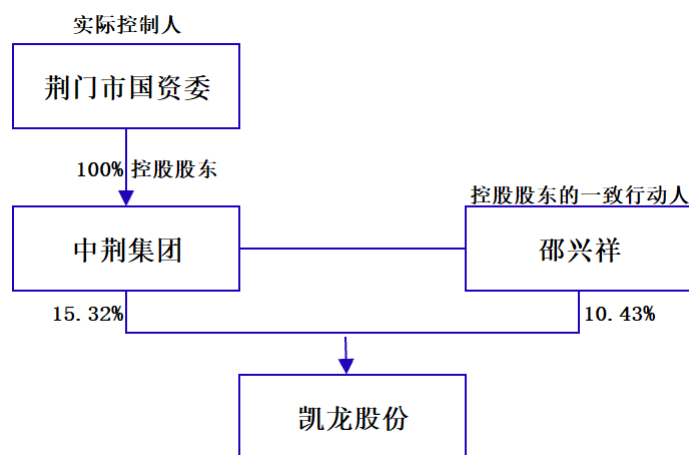 实际控制人
荆门市国资委
100% 控股股东
控股股东的一致行动人
中荆集团
邵兴祥
15.32%
10.43%
凯龙股份